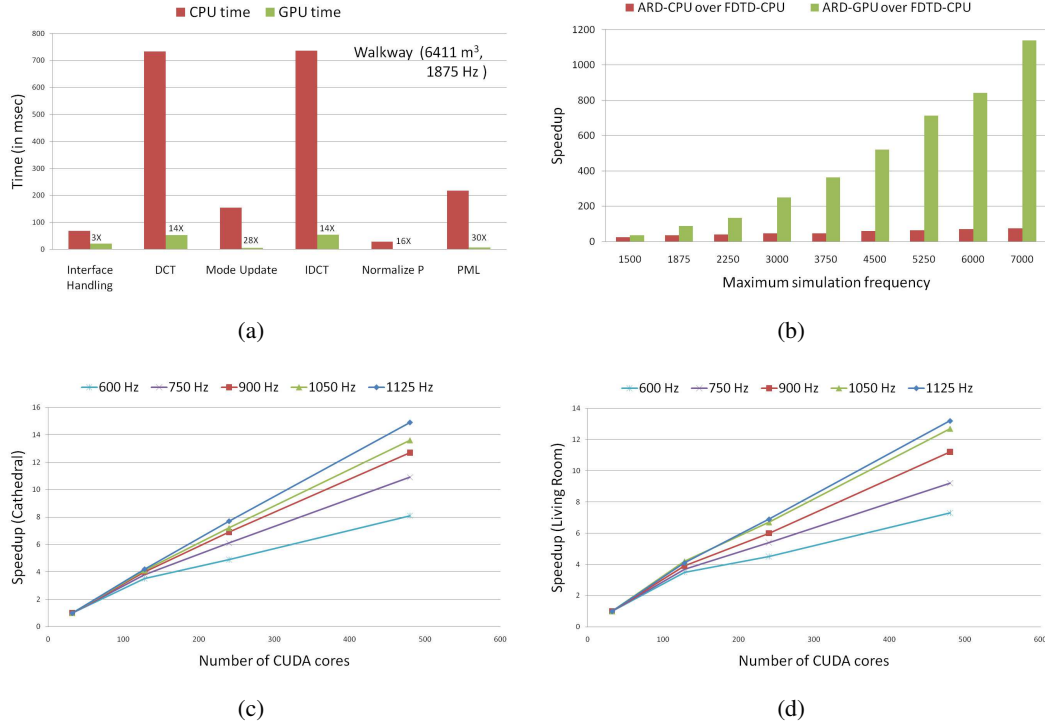 CPU time GPU time
Walkway (6411 m³,
1875 Hz )
Time (in msec)
800
700
600
500
400
300
200
100
0
3X
14X
28X
14X
16X
30X
Interface Handling
DCT
Mode Update
IDCT
Normalize P
PML
(a)
ARD-CPU over FDTD-CPU ARD-GPU over FDTD-CPU
Speedup
1200
1000
800
600
400
200
0
1500 1875 2250 3000 3750 4500 5250 6000 7000
Maximum simulation frequency
(b)
600 Hz 750 Hz 900 Hz 1050 Hz 1125 Hz
Speedup (Cathedral)
16
14
12
10
8
6
4
2
0
0 100 200 300 400 500 600
Number of CUDA cores
(c)
600 Hz 750 Hz 900 Hz 1050 Hz 1125 Hz
Speedup (Living Room)
14
12
10
8
6
4
2
0
0 100 200 300 400 500 600
Number of CUDA cores
(d)